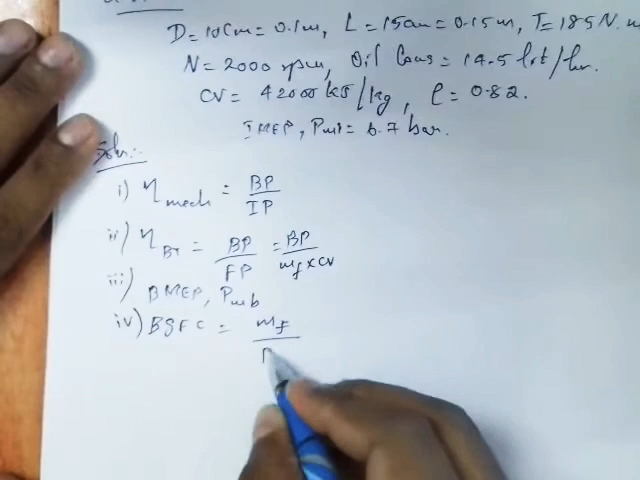 D = 10cm = 0.1m, L = 15cm = 0.15m, T = 185 N.m
N = 2000 rpm, Oil Cons = 14.5 lit/hr.
CV = 42000 kJ/kg, ρ = 0.82.
IMEP, Pmi = 6.7 bar.
Soln:-
i) η mech = BP / IP
ii) η BT = BP / FP = BP / mf x CV
iii) BMEP, Pmb
iv) BSFC = mf /